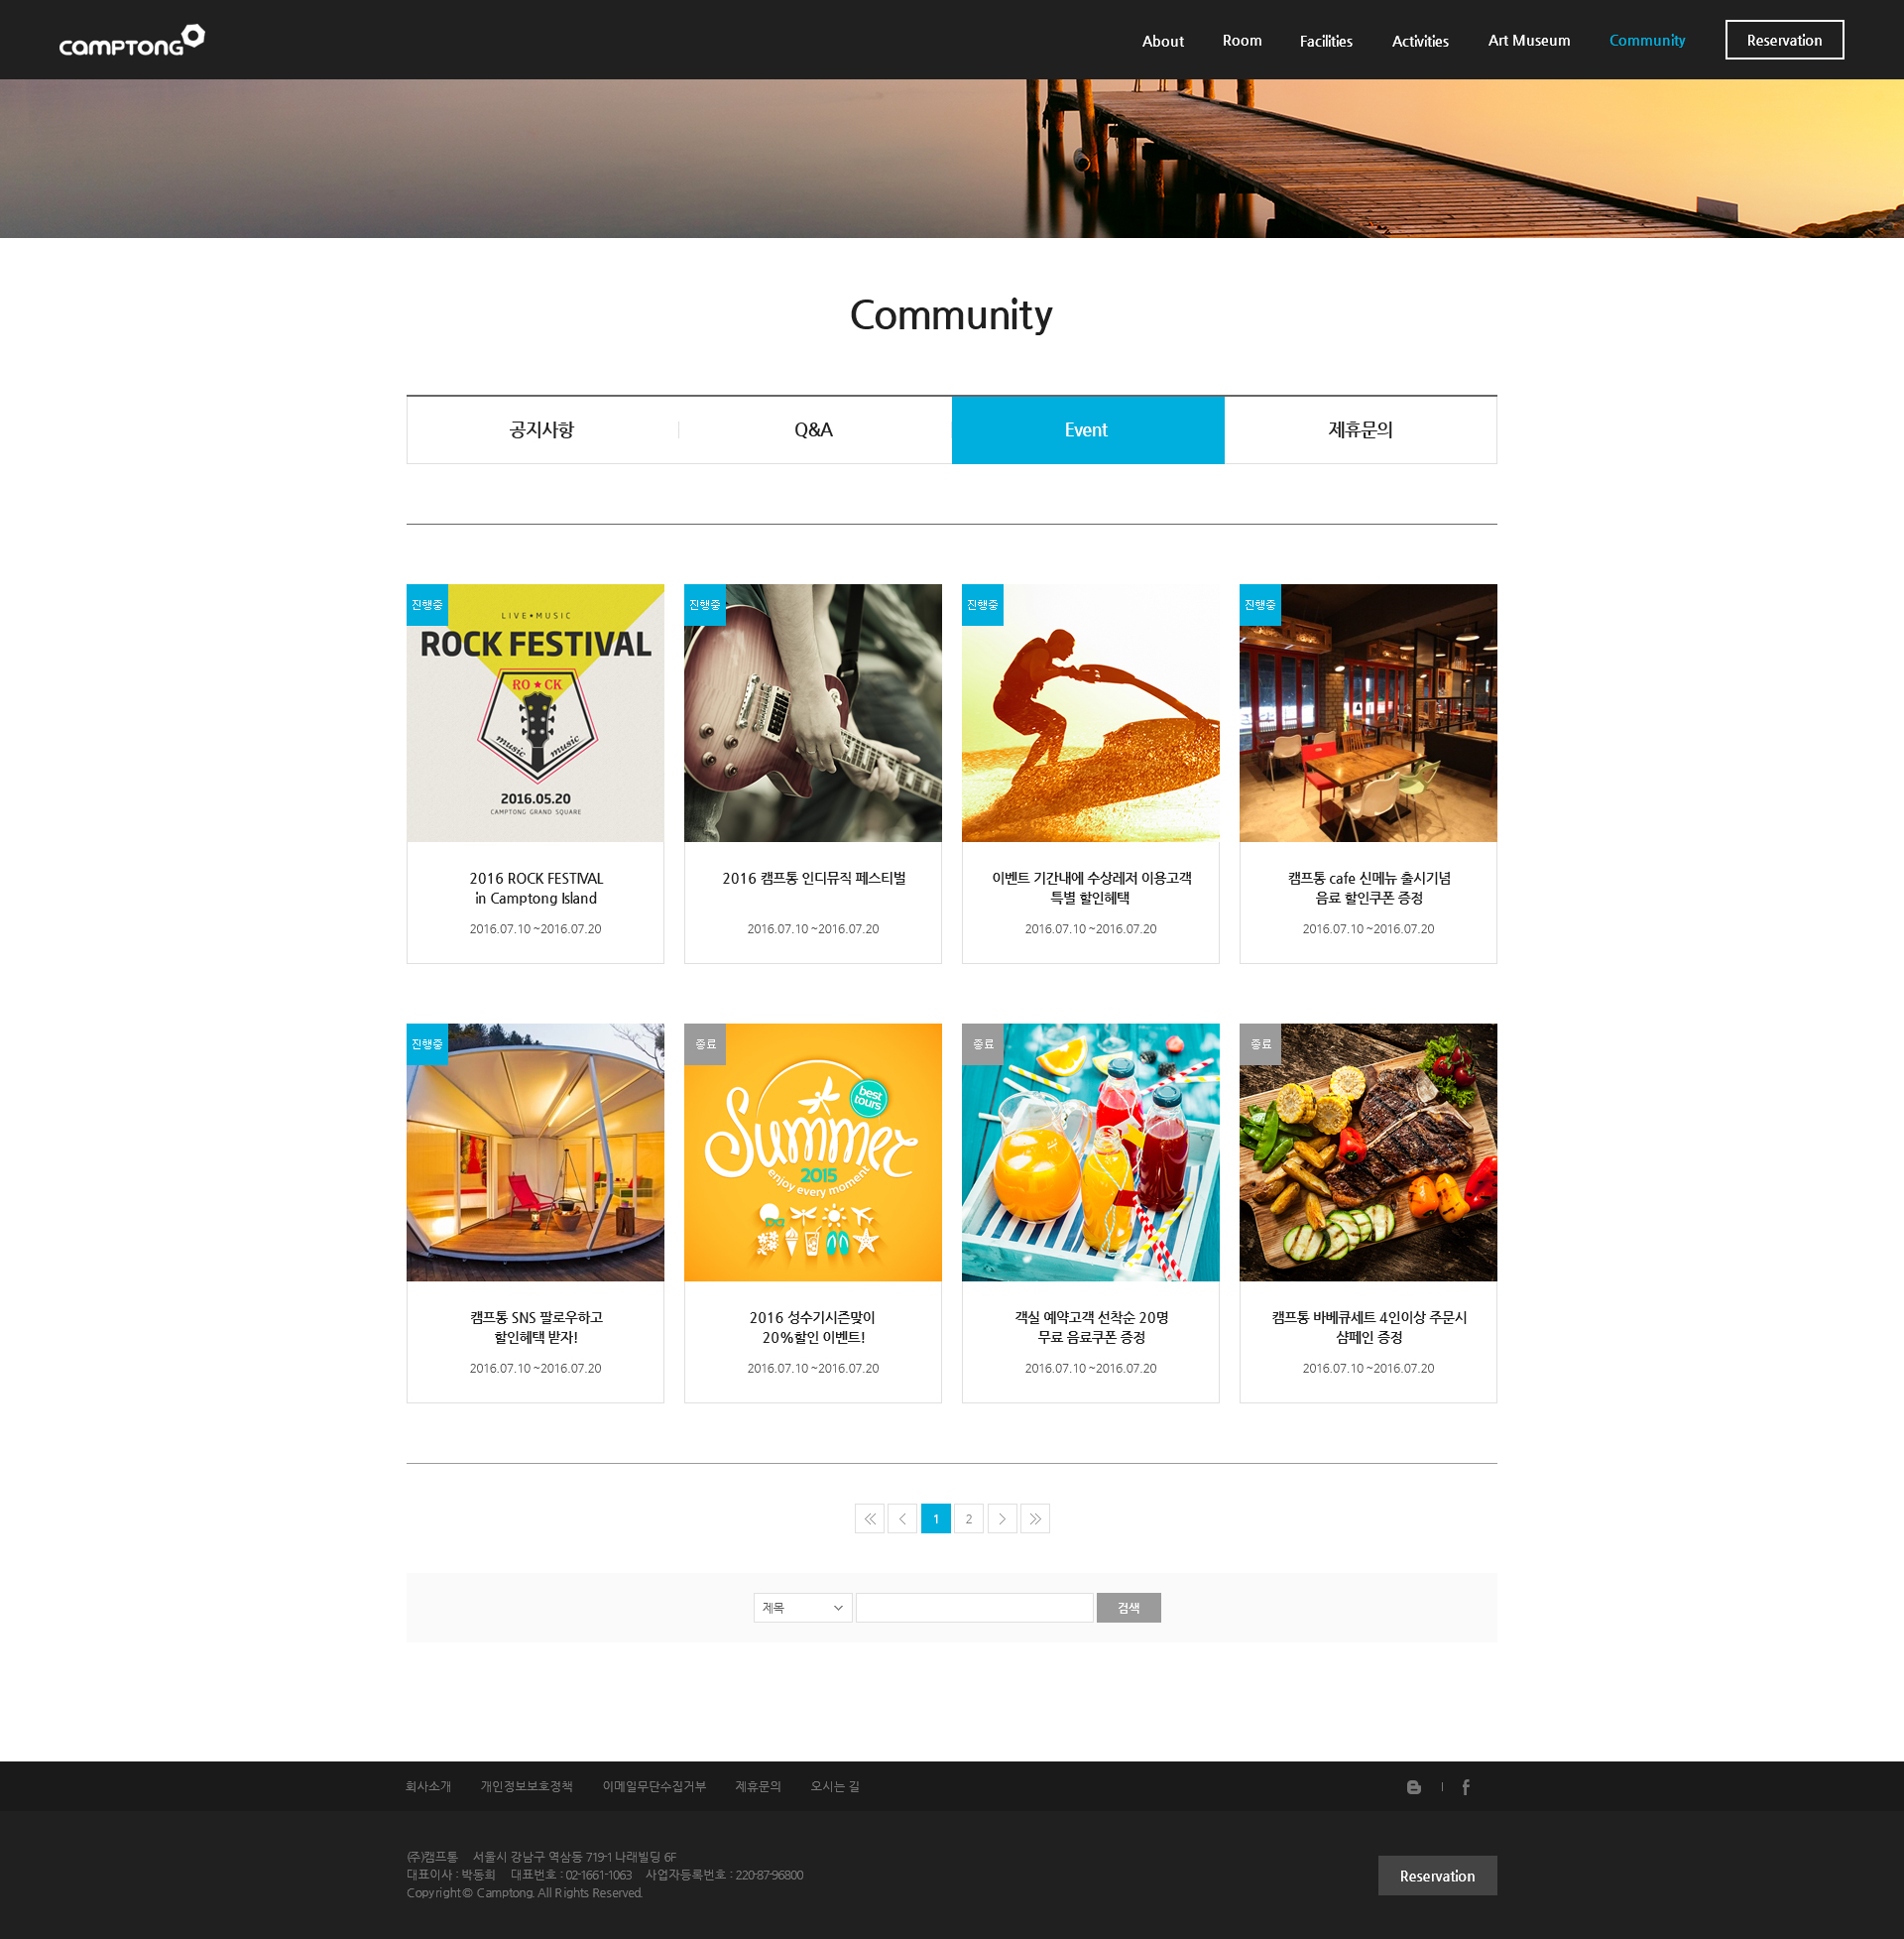 CAMPTONG
About
Room
Facilities
Activities
Art Museum
Community
Reservation
Community
공지사항
Q&A
Event
제휴문의
진행중
LIVE•MUSIC
ROCK FESTIVAL
RO★CK
music music
2016.05.20
CAMPTONG GRAND SQUARE
2016 ROCK FESTIVAL
in Camptong Island
2016.07.10 ~2016.07.20
진행중
2016 캠프통 인디뮤직 페스티벌
2016.07.10 ~2016.07.20
진행중
이벤트 기간내에 수상레저 이용고객
특별 할인혜택
2016.07.10 ~2016.07.20
진행중
캠프통 cafe 신메뉴 출시기념
음료 할인쿠폰 증정
2016.07.10 ~2016.07.20
진행중
캠프통 SNS 팔로우하고
할인혜택 받자!
2016.07.10 ~2016.07.20
종료
best
tours
Summer
2015
enjoy every moment
2016 성수기시즌맞이
20%할인 이벤트!
2016.07.10 ~2016.07.20
종료
객실 예약고객 선착순 20명
무료 음료쿠폰 증정
2016.07.10 ~2016.07.20
종료
캠프통 바베큐세트 4인이상 주문시
샴페인 증정
2016.07.10 ~2016.07.20
1
2
제목
검색
회사소개
개인정보보호정책
이메일무단수집거부
제휴문의
오시는 길
(주)캠프통 서울시 강남구 역삼동 719-1 나래빌딩 6F
대표이사 : 박동희 대표번호 : 02-1661-1063 사업자등록번호 : 220-87-96800
Copyright © Camptong. All Rights Reserved.
Reservation